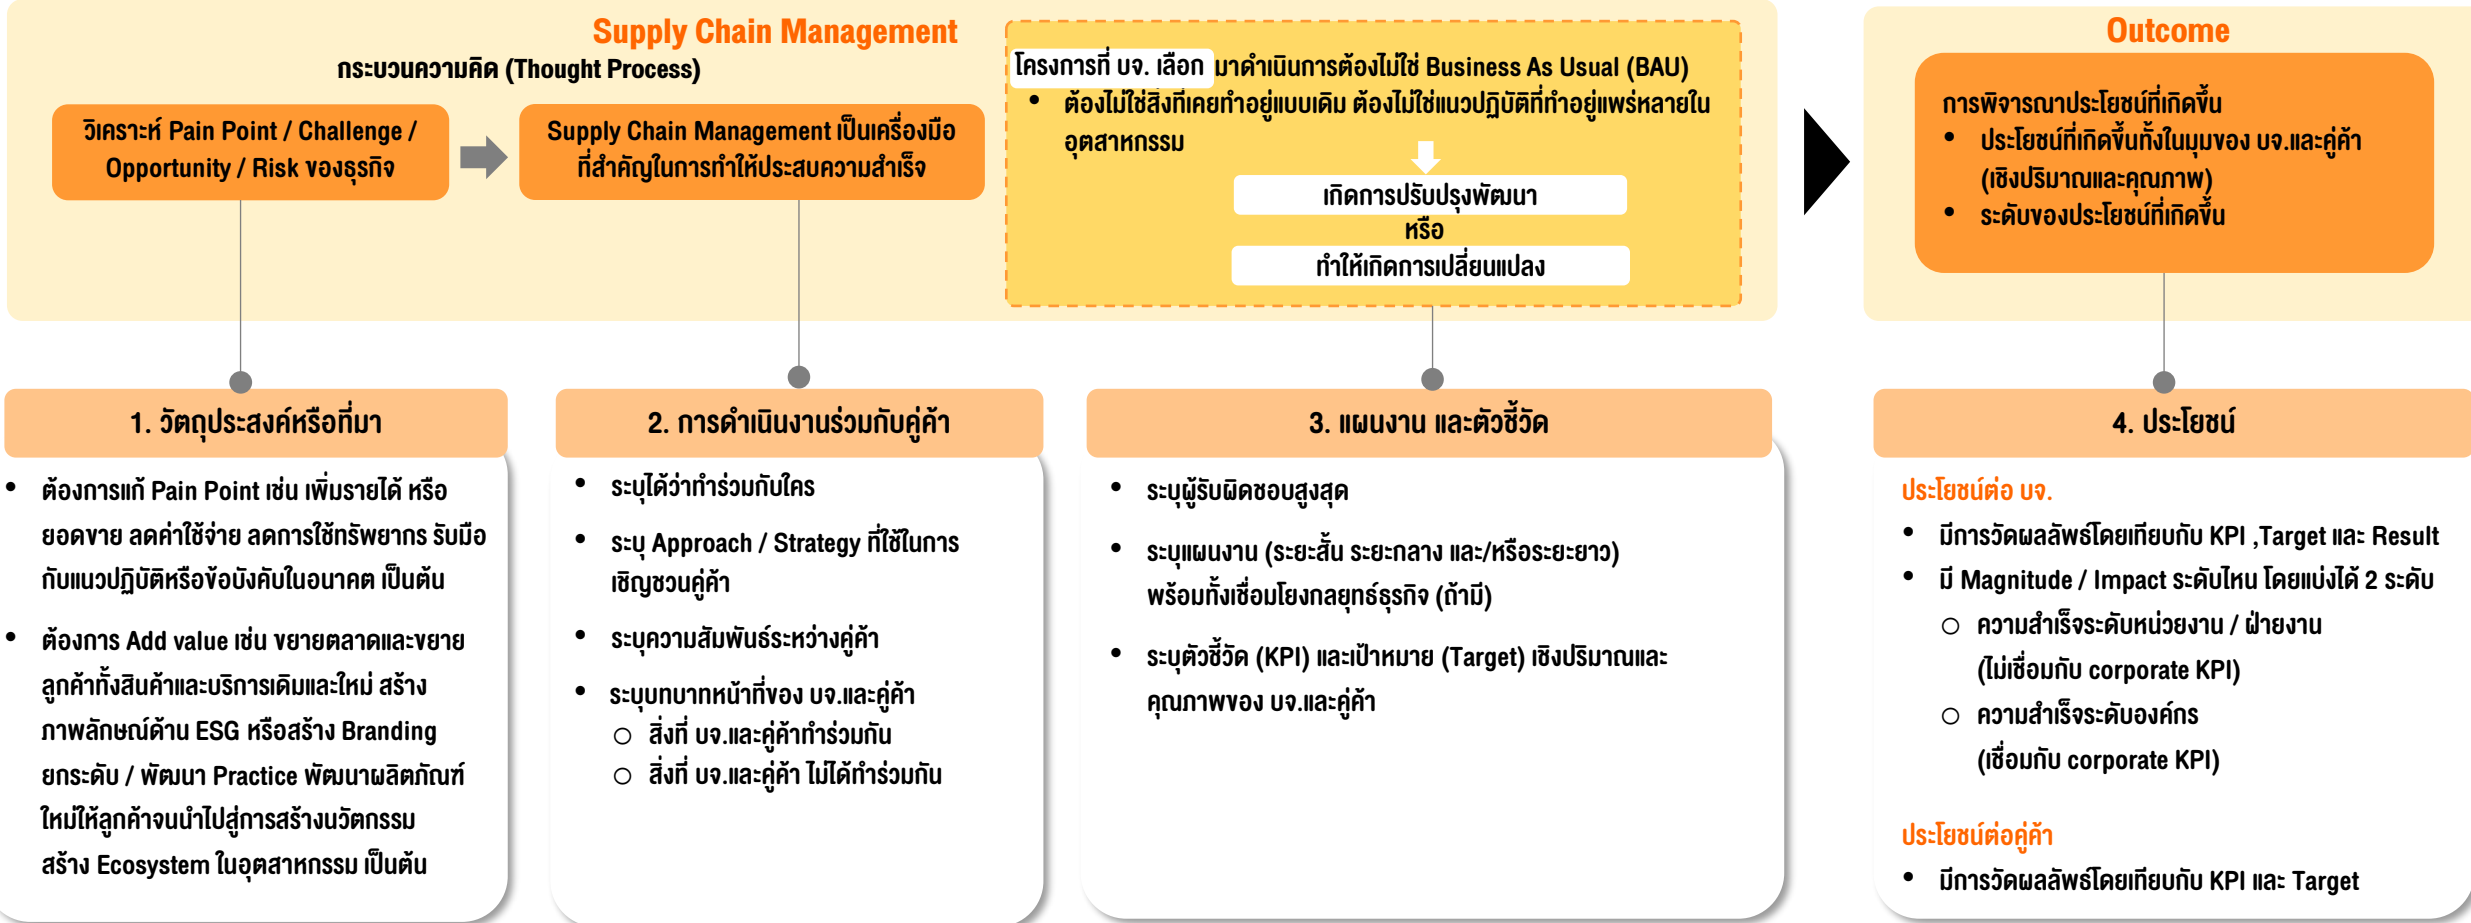 Supply Chain Management
กระบวนความคิด (Thought Process)
วิเคราะห์ Pain Point / Challenge /
Opportunity / Risk ของธุรกิจ
Supply Chain Management เป็นเครื่องมือ
ที่สำคัญในการทำให้ประสบความสำเร็จ
โครงการที่ บจ. เลือก มาดำเนินการต้องไม่ใช่ Business As Usual (BAU)
• ต้องไม่ใช่สิ่งที่เคยทำอยู่แบบเดิม ต้องไม่ใช่แนวปฏิบัติที่ทำอยู่แพร่หลายใน
อุตสาหกรรม
เกิดการปรับปรุงพัฒนา
หรือ
ทำให้เกิดการเปลี่ยนแปลง
Outcome
การพิจารณาประโยชน์ที่เกิดขึ้น
• ประโยชน์ที่เกิดขึ้นทั้งในมุมของ บจ.และคู่ค้า
(เชิงปริมาณและคุณภาพ)
• ระดับของประโยชน์ที่เกิดขึ้น
1. วัตถุประสงค์หรือที่มา
• ต้องการแก้ Pain Point เช่น เพิ่มรายได้ หรือ
ยอดขาย ลดค่าใช้จ่าย ลดการใช้ทรัพยากร รับมือ
กับแนวปฏิบัติหรือข้อบังคับในอนาคต เป็นต้น
• ต้องการ Add value เช่น ขยายตลาดและขยาย
ลูกค้าทั้งสินค้าและบริการเดิมและใหม่ สร้าง
ภาพลักษณ์ด้าน ESG หรือสร้าง Branding
ยกระดับ / พัฒนา Practice พัฒนาผลิตภัณฑ์
ใหม่ให้ลูกค้าจนนำไปสู่การสร้างนวัตกรรม
สร้าง Ecosystem ในอุตสาหกรรม เป็นต้น
2. การดำเนินงานร่วมกับคู่ค้า
• ระบุได้ว่าทำร่วมกับใคร
• ระบุ Approach / Strategy ที่ใช้ในการ
เชิญชวนคู่ค้า
• ระบุความสัมพันธ์ระหว่างคู่ค้า
• ระบุบทบาทหน้าที่ของ บจ.และคู่ค้า
○ สิ่งที่ บจ.และคู่ค้าทำร่วมกัน
○ สิ่งที่ บจ.และคู่ค้า ไม่ได้ทำร่วมกัน
3. แผนงาน และตัวชี้วัด
• ระบุผู้รับผิดชอบสูงสุด
• ระบุแผนงาน (ระยะสั้น ระยะกลาง และ/หรือระยะยาว)
พร้อมทั้งเชื่อมโยงกลยุทธ์ธุรกิจ (ถ้ามี)
• ระบุตัวชี้วัด (KPI) และเป้าหมาย (Target) เชิงปริมาณและ
คุณภาพของ บจ.และคู่ค้า
4. ประโยชน์
ประโยชน์ต่อ บจ.
• มีการวัดผลลัพธ์โดยเทียบกับ KPI ,Target และ Result
• มี Magnitude / Impact ระดับไหน โดยแบ่งได้ 2 ระดับ
○ ความสำเร็จระดับหน่วยงาน / ฝ่ายงาน
(ไม่เชื่อมกับ corporate KPI)
○ ความสำเร็จระดับองค์กร
(เชื่อมกับ corporate KPI)
ประโยชน์ต่อคู่ค้า
• มีการวัดผลลัพธ์โดยเทียบกับ KPI และ Target